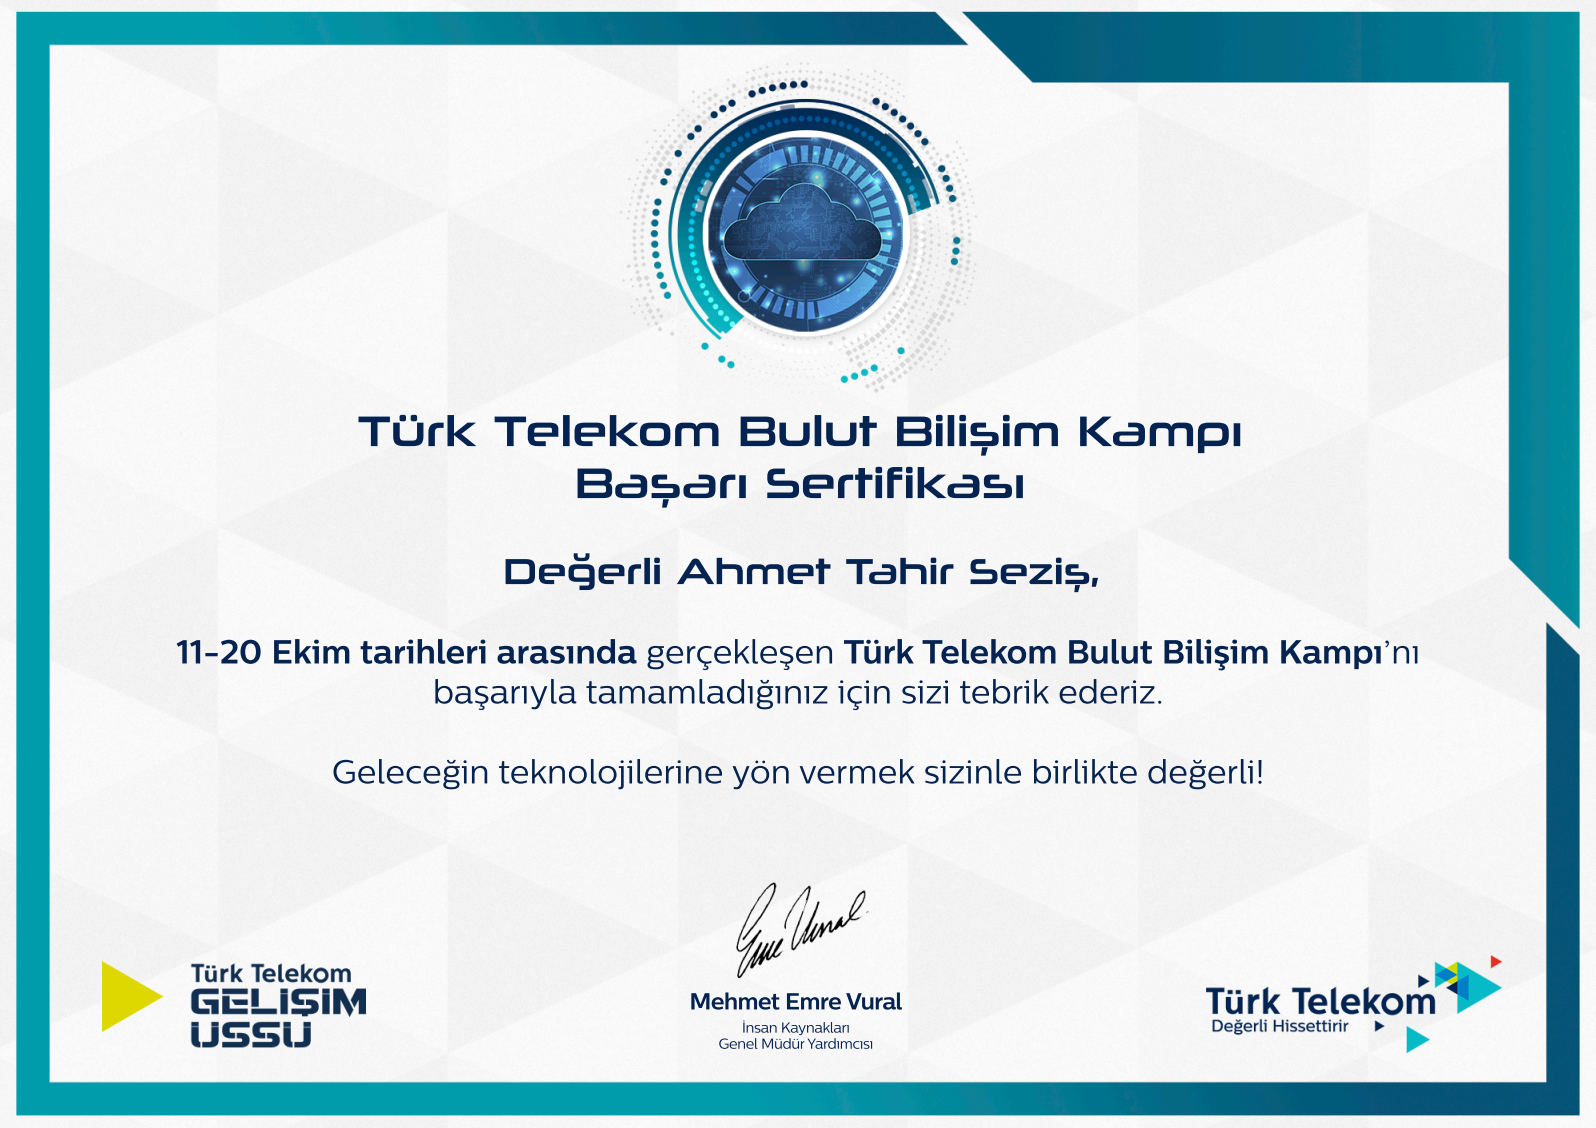 Türk Telekom Bulut Bilişim Kampı
Başarı Sertifikası
Değerli Ahmet Tahir Seziş,
11-20 Ekim tarihleri arasında gerçekleşen Türk Telekom Bulut Bilişim Kampı’nı
başarıyla tamamladığınız için sizi tebrik ederiz.
Geleceğin teknolojilerine yön vermek sizinle birlikte değerli!
Emre Vural
Türk Telekom
GELİŞİM
ÜSSÜ
Mehmet Emre Vural
İnsan Kaynakları
Genel Müdür Yardımcısı
Türk Telekom
Değerli Hissettirir